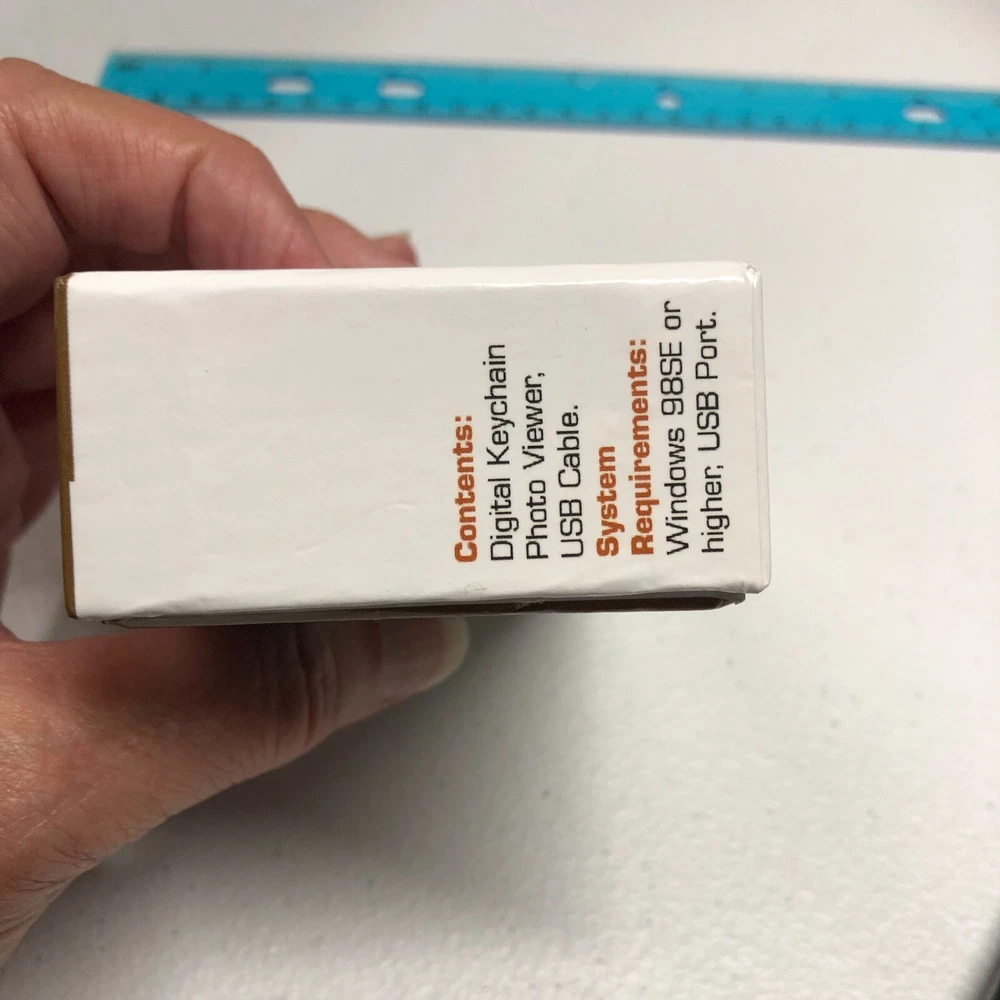 Contents:
Digital Keychain
Photo Viewer,
USB Cable.
System
Requirements:
Windows 98SE or
higher, USB Port.